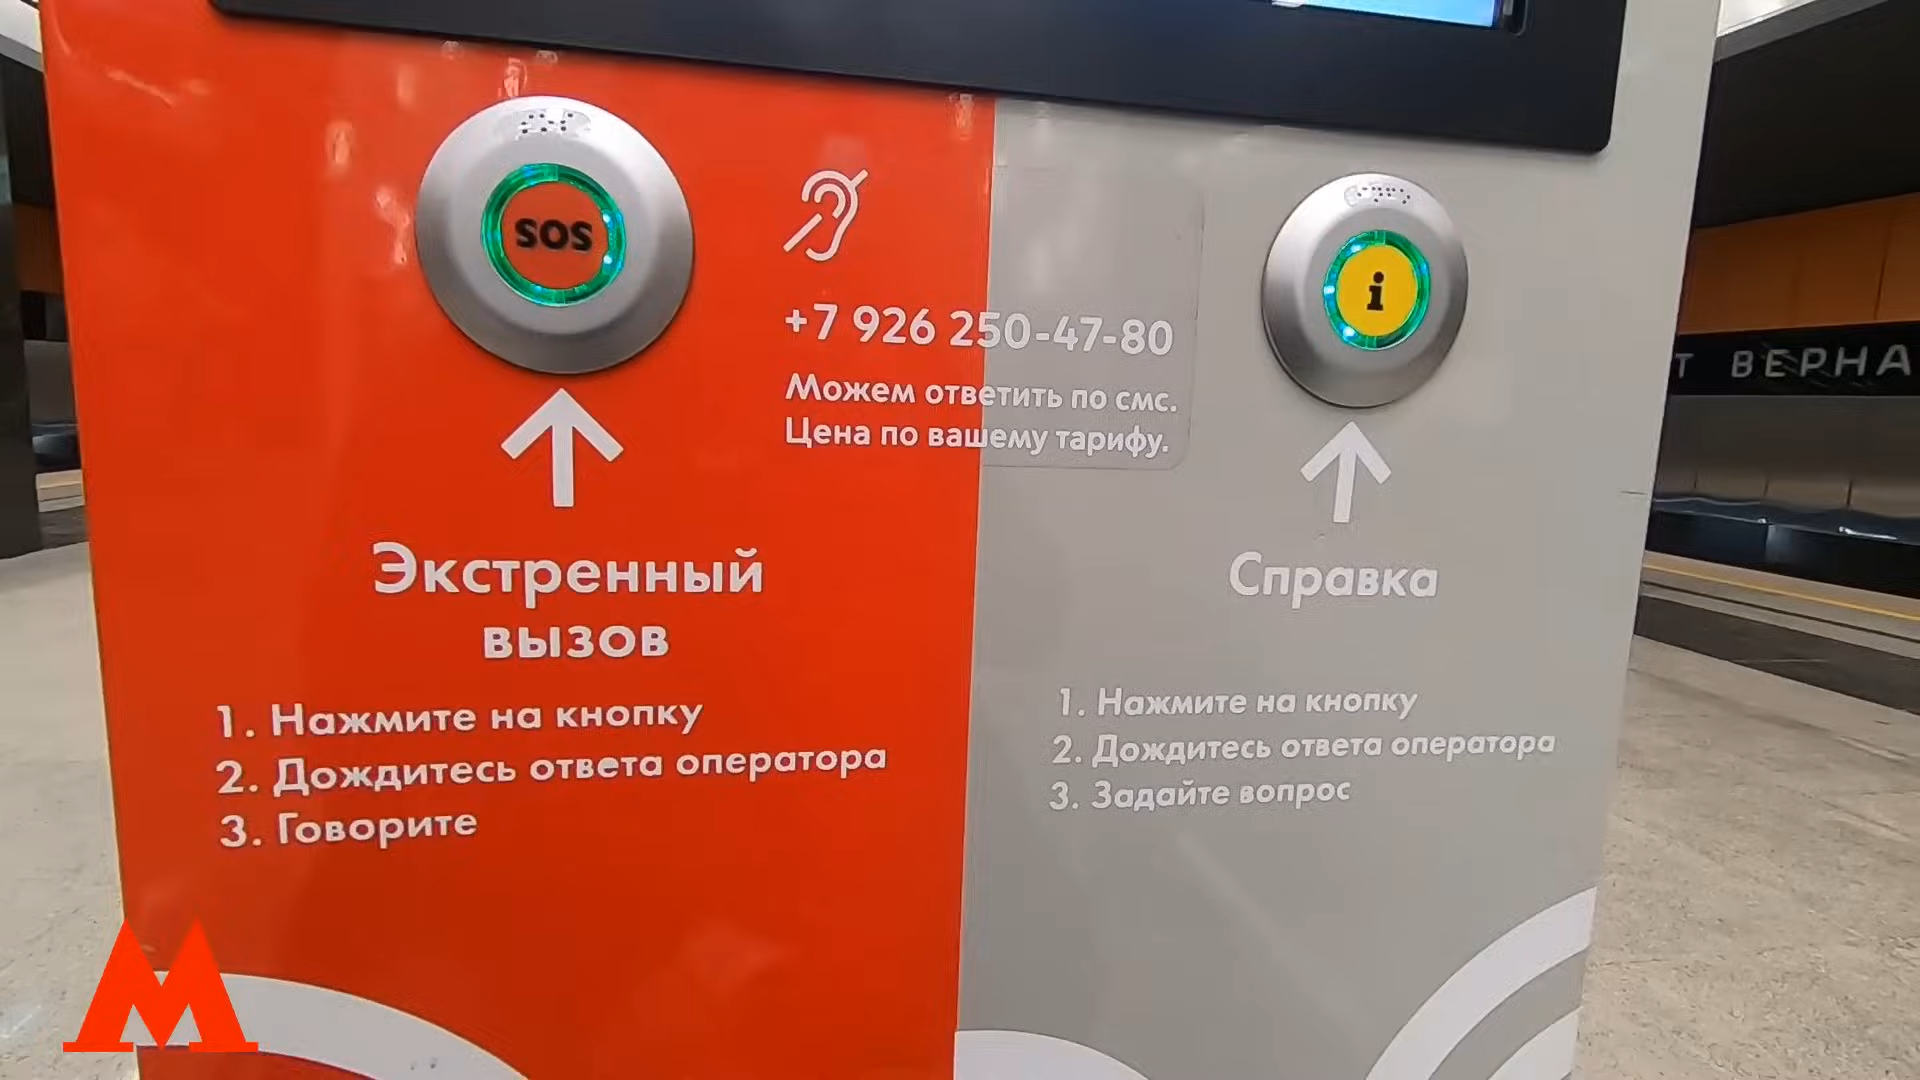 SOS
i
+7 926 250-47-80
Можем ответить по смс.
Цена по вашему тарифу.
Экстренный
вызов
1. Нажмите на кнопку
2. Дождитесь ответа оператора
3. Говорите
Справка
1. Нажмите на кнопку
2. Дождитесь ответа оператора
3. Задайте вопрос
Т ВЕРНА
М